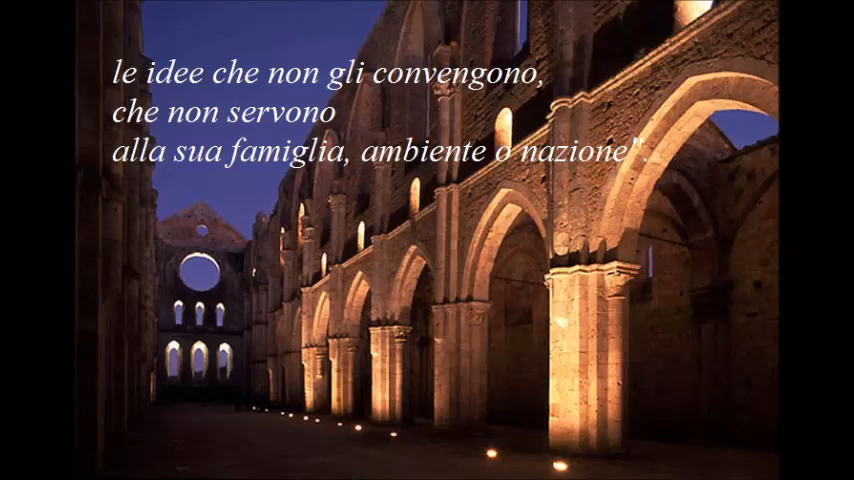 le idee che non gli convengono,
che non servono
alla sua famiglia, ambiente o nazione".